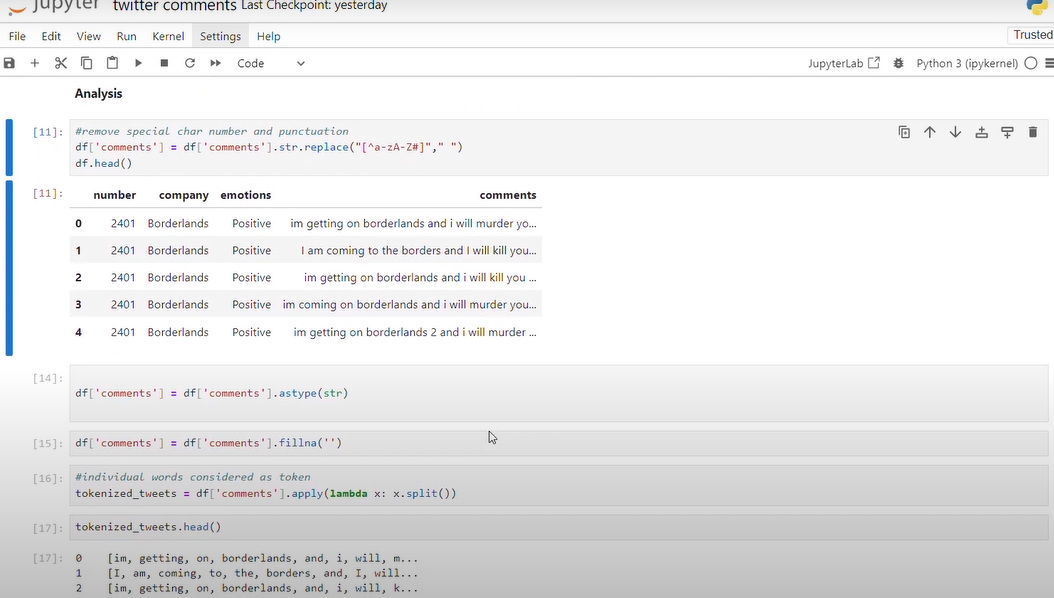 jupyter twitter comments Last Checkpoint: yesterday
File Edit View Run Kernel Settings Help Trusted
Code JupyterLab Python 3 (ipykernel)
Analysis
[11]: #remove special char number and punctuation
df['comments'] = df['comments'].str.replace("[^a-zA-Z#]"," ")
df.head()
[11]: number company emotions comments
0 2401 Borderlands Positive im getting on borderlands and i will murder yo...
1 2401 Borderlands Positive I am coming to the borders and I will kill you...
2 2401 Borderlands Positive im getting on borderlands and i will kill you ...
3 2401 Borderlands Positive im coming on borderlands and i will murder you...
4 2401 Borderlands Positive im getting on borderlands 2 and i will murder ...
[14]: df['comments'] = df['comments'].astype(str)
[15]: df['comments'] = df['comments'].fillna('')
[16]: #individual words considered as token
tokenized_tweets = df['comments'].apply(lambda x: x.split())
[17]: tokenized_tweets.head()
[17]: 0 [im, getting, on, borderlands, and, i, will, m...
1 [I, am, coming, to, the, borders, and, I, will...
2 [im, getting, on, borderlands, and, i, will, k...